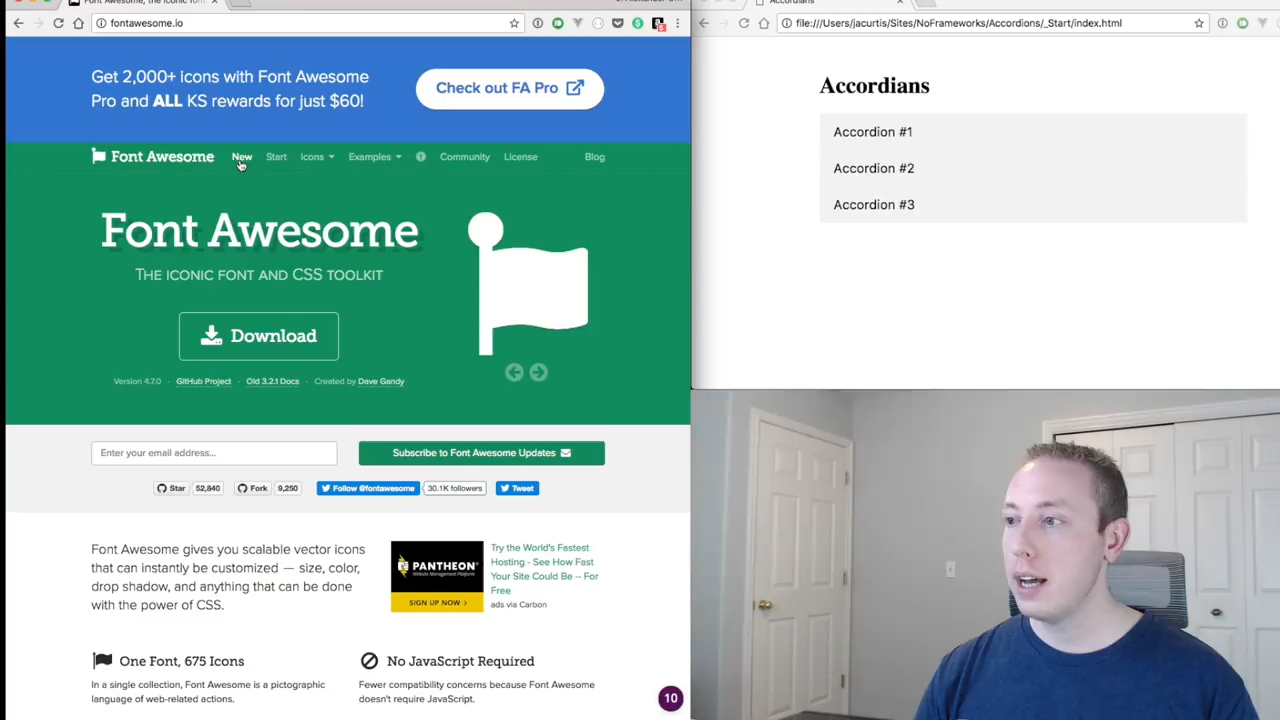 fontawesome.io
Get 2,000+ icons with Font Awesome
Pro and ALL KS rewards for just $60!
Check out FA Pro
Font Awesome New Start Icons Examples Community License Blog
Font Awesome
THE ICONIC FONT AND CSS TOOLKIT
Download
Version 4.7.0 · GitHub Project · Old 3.2.1 Docs · Created by Dave Gandy
Enter your email address...
Subscribe to Font Awesome Updates
Star 52,840 Fork 9,250 Follow @fontawesome 30.1K followers Tweet
Font Awesome gives you scalable vector icons
that can instantly be customized — size, color,
drop shadow, and anything that can be done
with the power of CSS.
PANTHEON
Website Management Platform
SIGN UP NOW >
Try the World's Fastest
Hosting - See How Fast
Your Site Could Be -- For
Free
ads via Carbon
One Font, 675 Icons
In a single collection, Font Awesome is a pictographic
language of web-related actions.
No JavaScript Required
Fewer compatibility concerns because Font Awesome
doesn't require JavaScript.
10
Accordians
file:///Users/jacurtis/Sites/NoFrameworks/Accordions/_Start/index.html
Accordians
Accordion #1
Accordion #2
Accordion #3